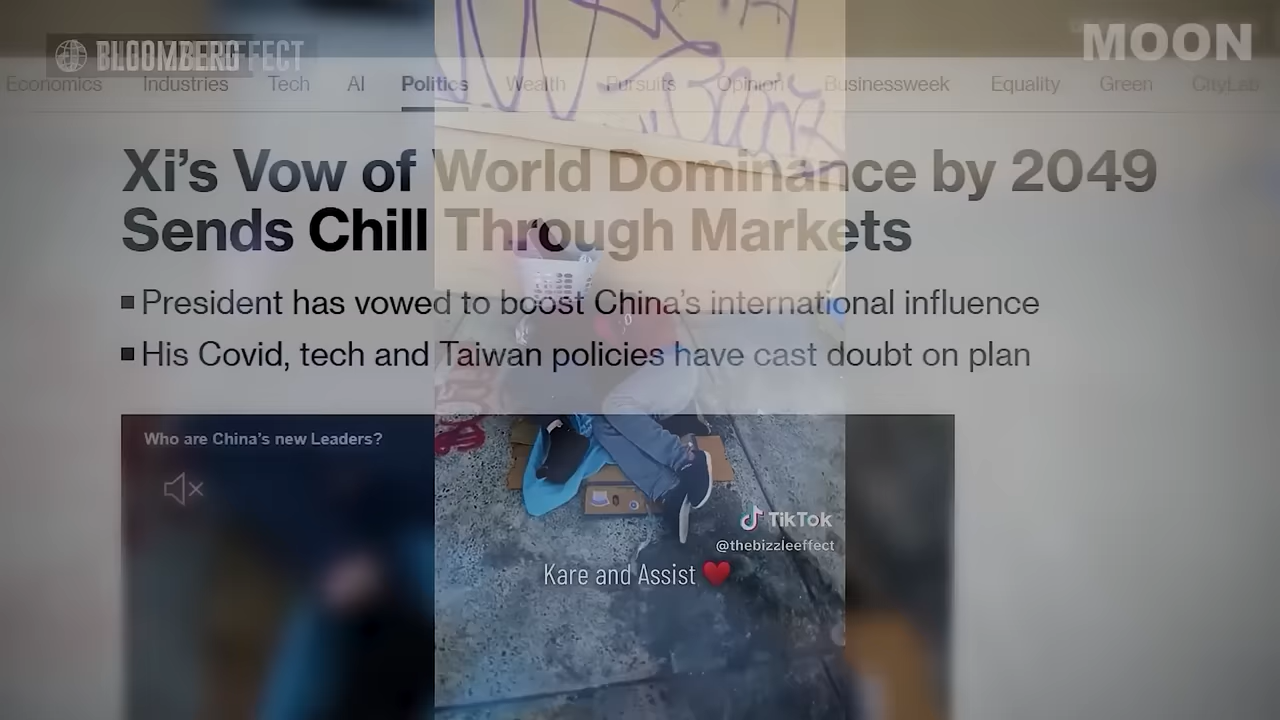 BLOOMBERG
FFECT
MOON
Economics Industries Tech AI Politics Wealth Pursuits Opinion Businessweek Equality Green CityLab
Xi's Vow of World Dominance by 2049
Sends Chill Through Markets
President has vowed to boost China's international influence
His Covid, tech and Taiwan policies have cast doubt on plan
Who are China's new Leaders?
TikTok
@thebizzleeffect
Kare and Assist ❤️